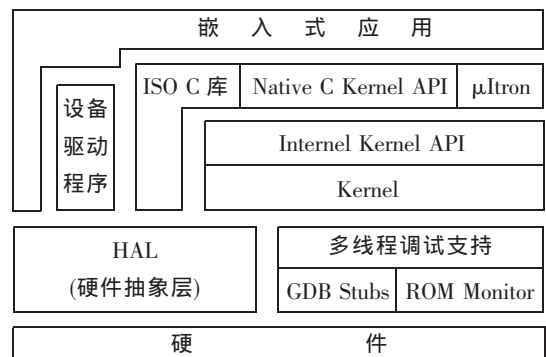 嵌入式应用
ISO C 库
Native C Kernel API
μItron
设备
驱动
程序
Internel Kernel API
Kernel
HAL
(硬件抽象层)
多线程调试支持
GDB Stubs
ROM Monitor
硬件